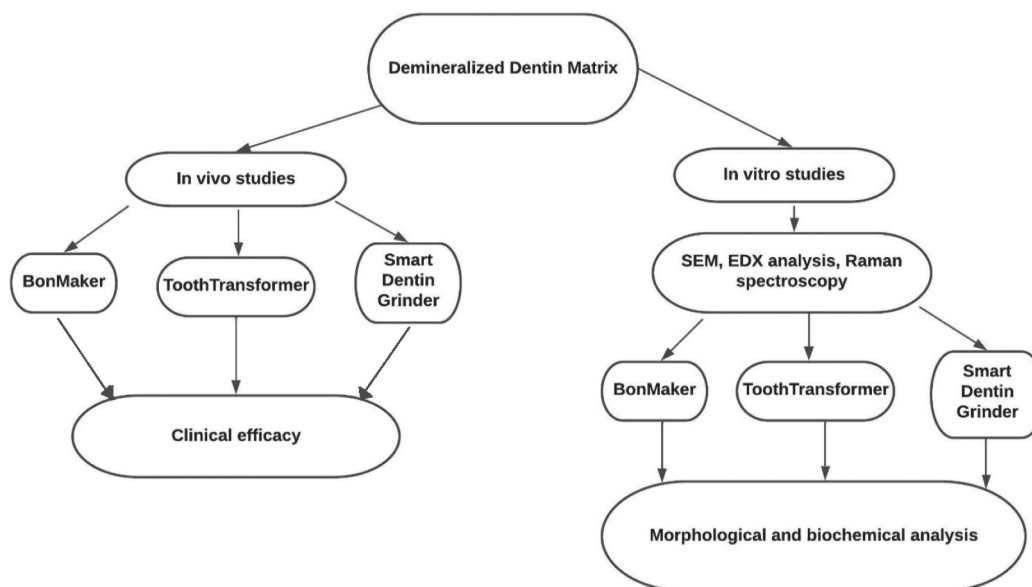 Demineralized Dentin Matrix
In vivo studies
In vitro studies
BonMaker
ToothTransformer
Smart
Dentin
Grinder
SEM, EDX analysis, Raman
spectroscopy
BonMaker
ToothTransformer
Smart
Dentin
Grinder
Clinical efficacy
Morphological and biochemical analysis